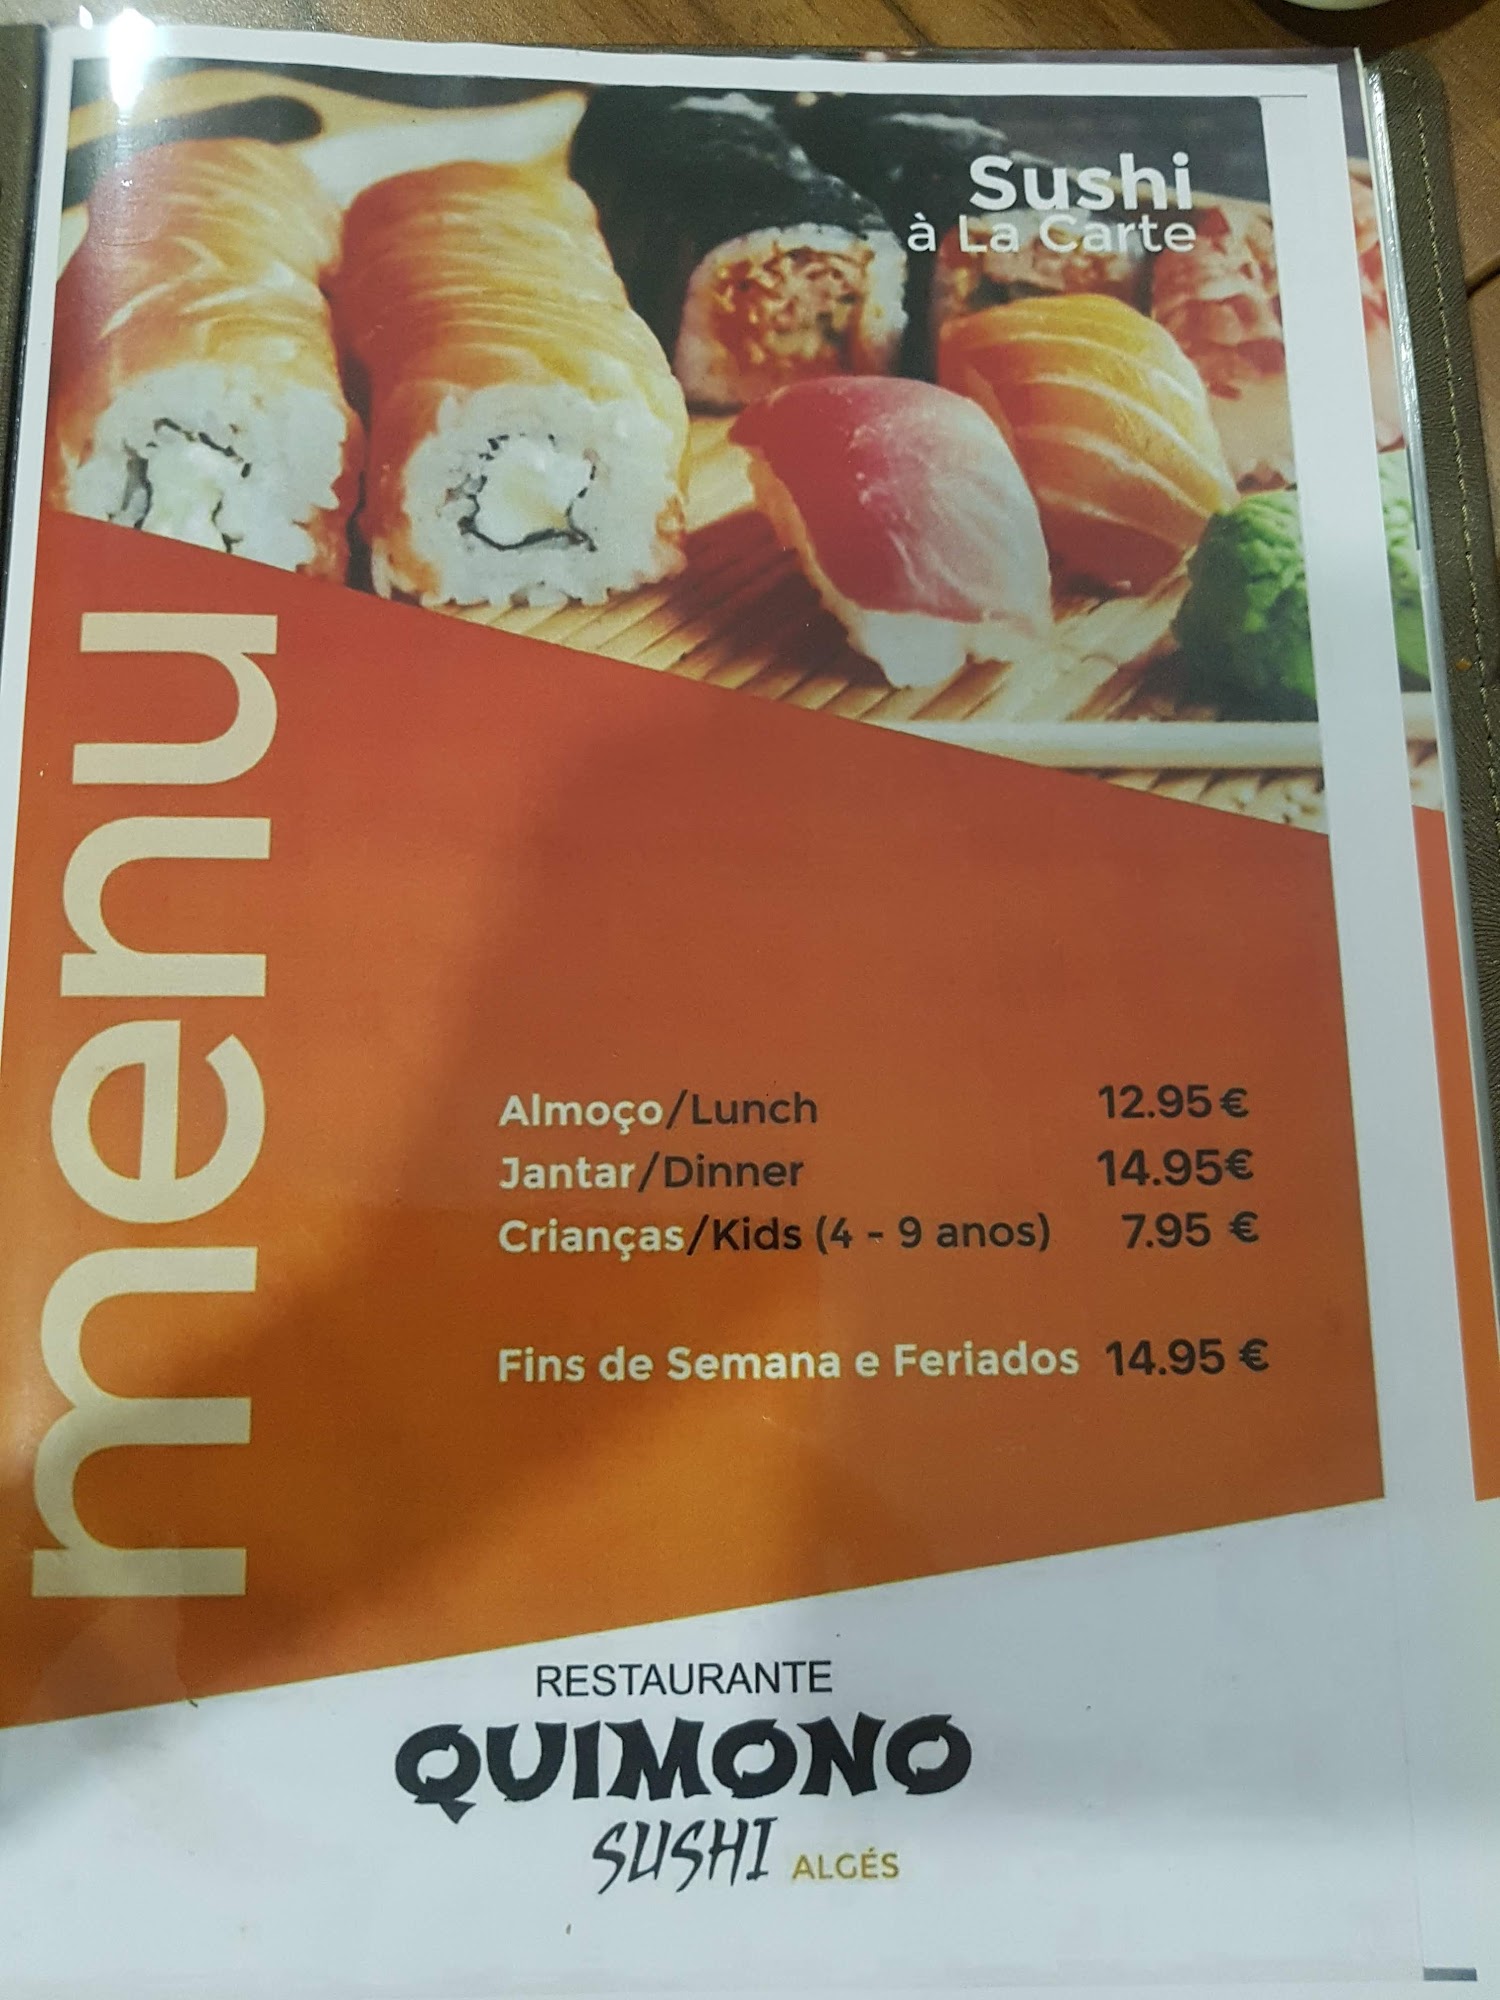 Sushi
à La Carte
menu
Almoço/Lunch 12.95 €
Jantar/Dinner 14.95€
Crianças/Kids (4 - 9 anos) 7.95 €
Fins de Semana e Feriados 14.95 €
RESTAURANTE
QUIMONO
SUSHI ALGÉS